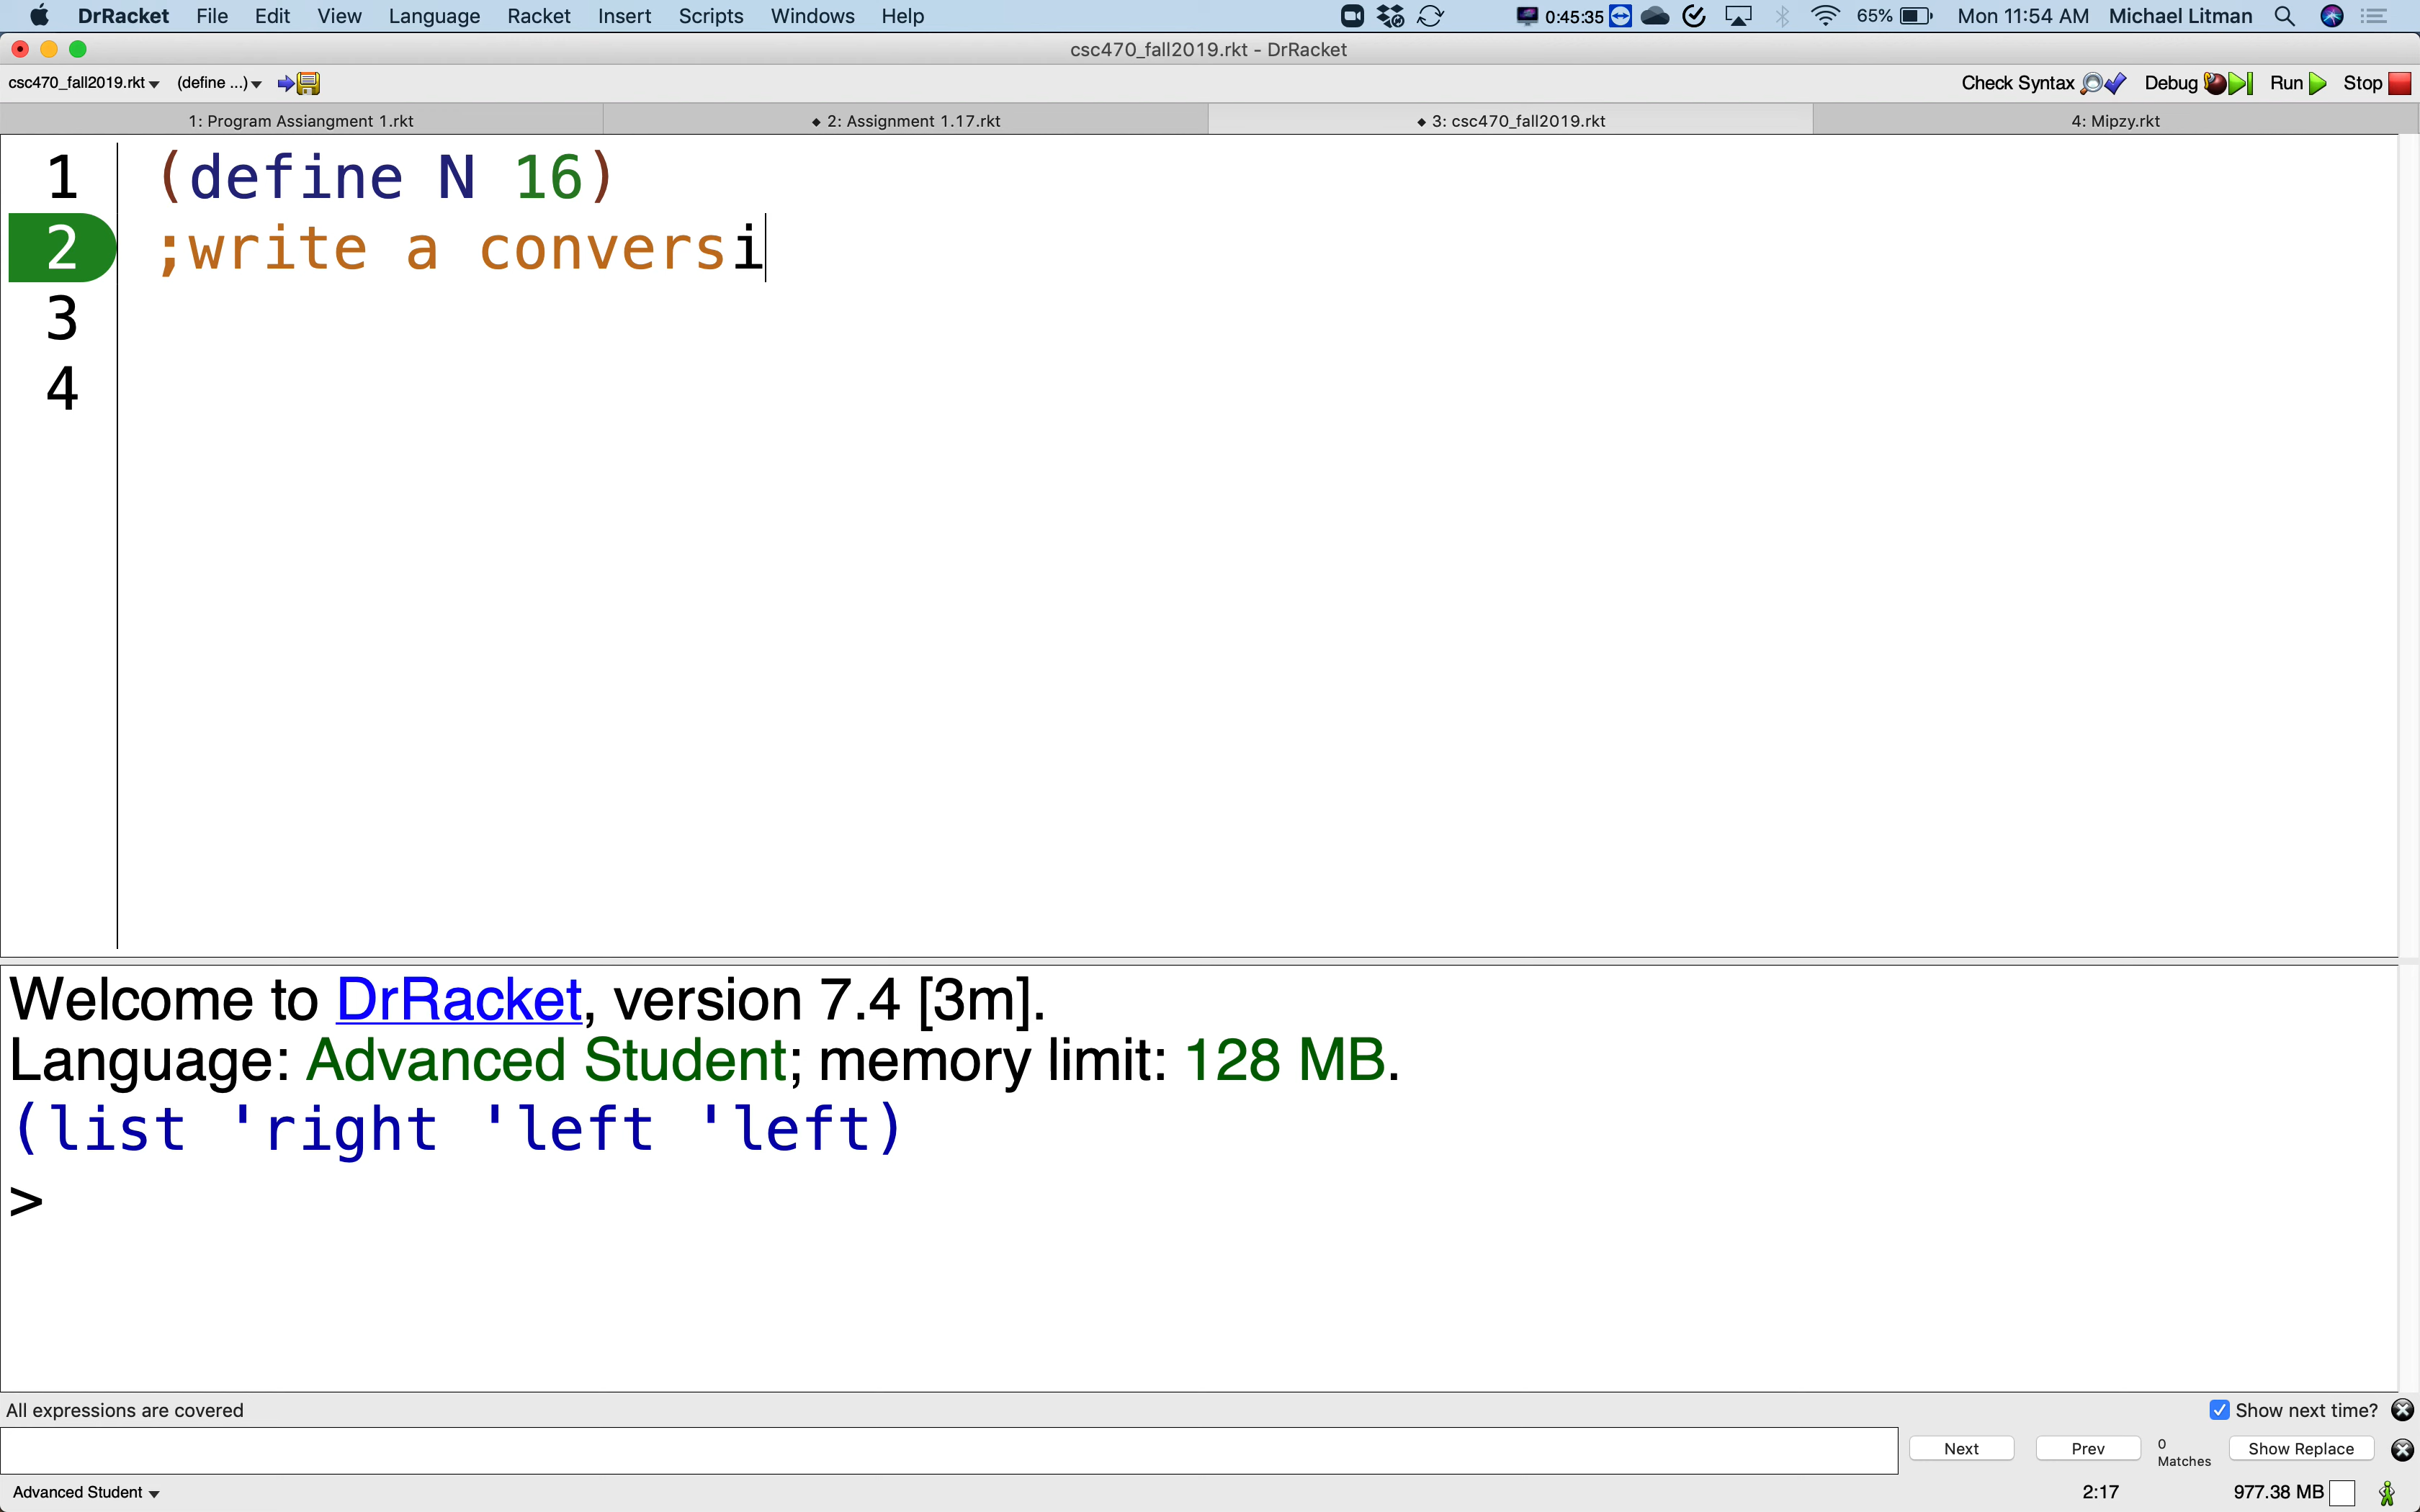 DrRacket File Edit View Language Racket Insert Scripts Windows Help 0:45:35 65% Mon 11:54 AM Michael Litman
csc470_fall2019.rkt - DrRacket
csc470_fall2019.rkt (define ...) Check Syntax Debug Run Stop
1: Program Assiangment 1.rkt ◆ 2: Assignment 1.17.rkt ◆ 3: csc470_fall2019.rkt 4: Mipzy.rkt
1 (define N 16)
2 ;write a conversi
3
4
Welcome to DrRacket, version 7.4 [3m].
Language: Advanced Student; memory limit: 128 MB.
(list 'right 'left 'left)
>
All expressions are covered Show next time?
Next Prev 0 Matches Show Replace
Advanced Student 2:17 977.38 MB